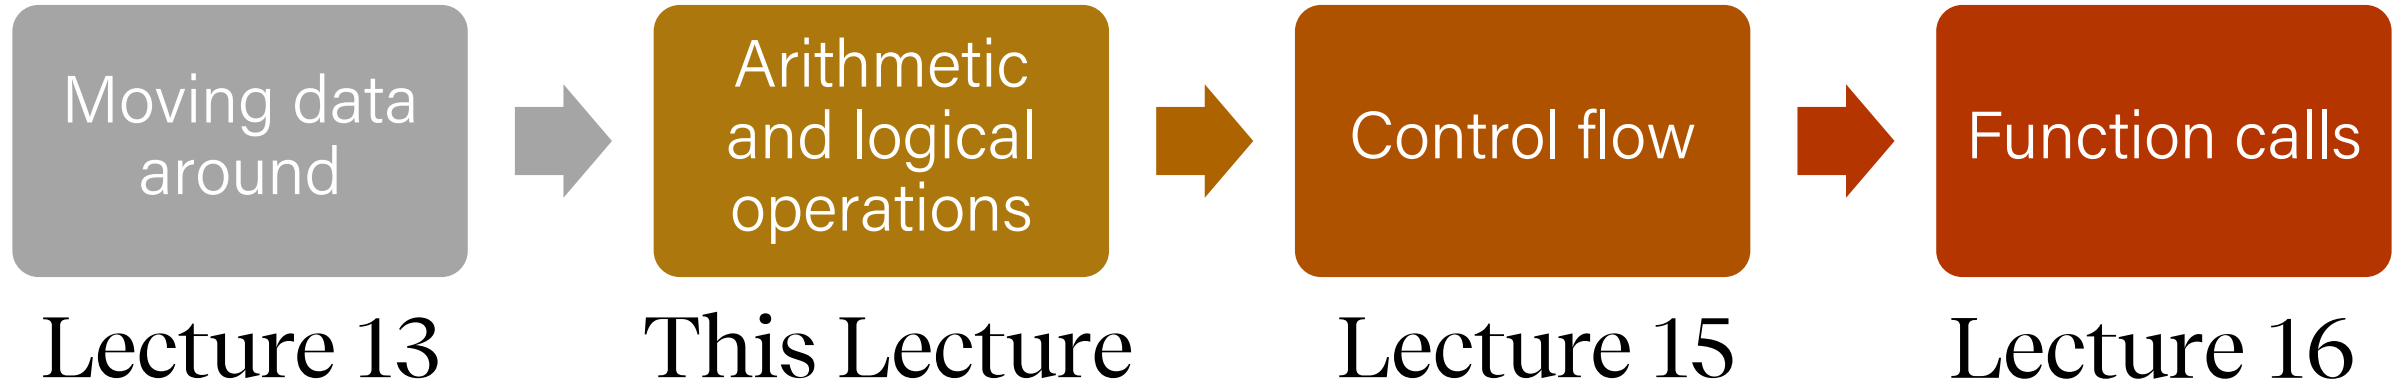 Moving data
around
Arithmetic
and logical
operations
Control flow
Function calls
Lecture 13
This Lecture
Lecture 15
Lecture 16